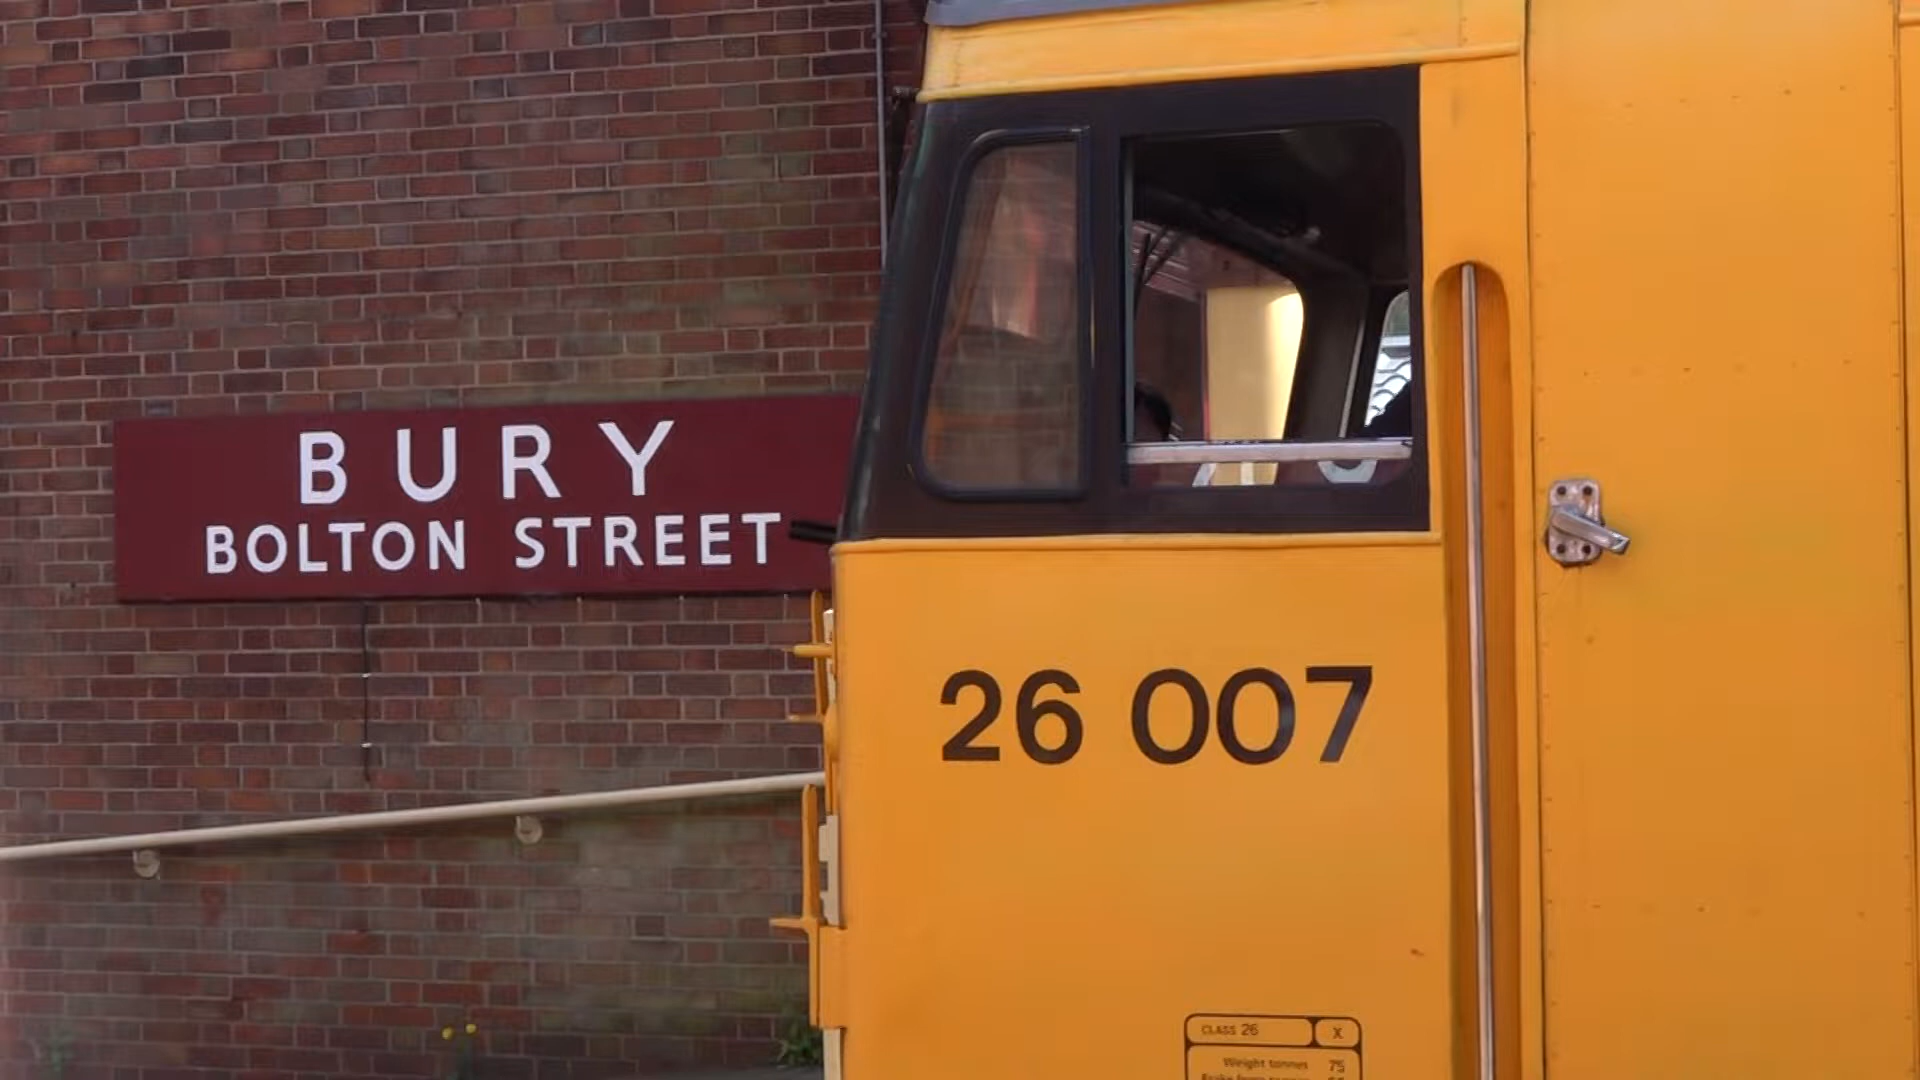 BURY
BOLTON STREET
26 007
CLASS 26 X
Weight tonnes 75